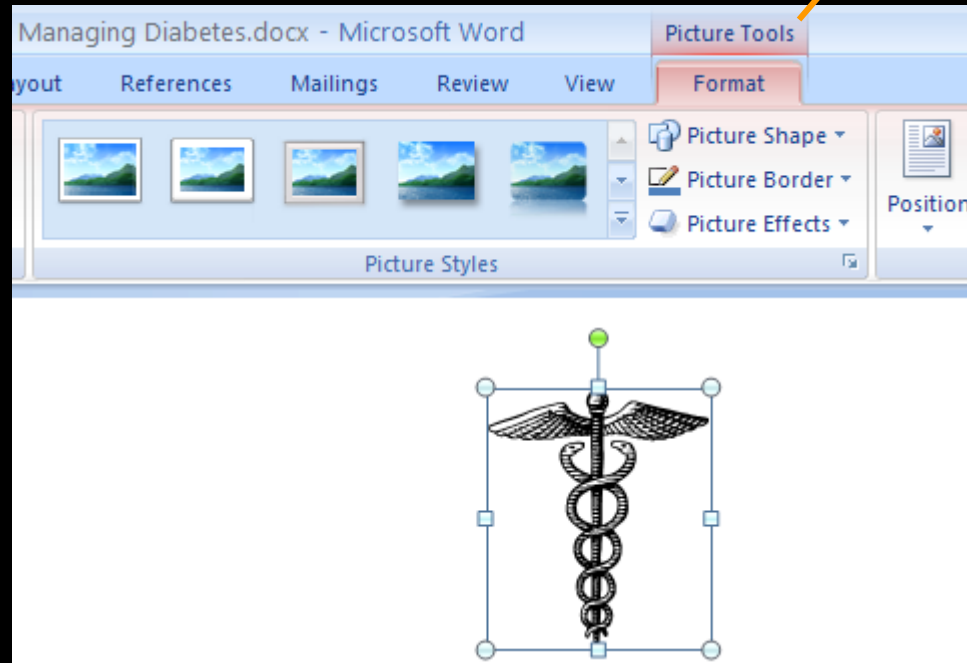 Managing Diabetes.docx - Microsoft Word Picture Tools
yout References Mailings Review View Format
Picture Shape
Picture Border
Picture Effects
Position
Picture Styles